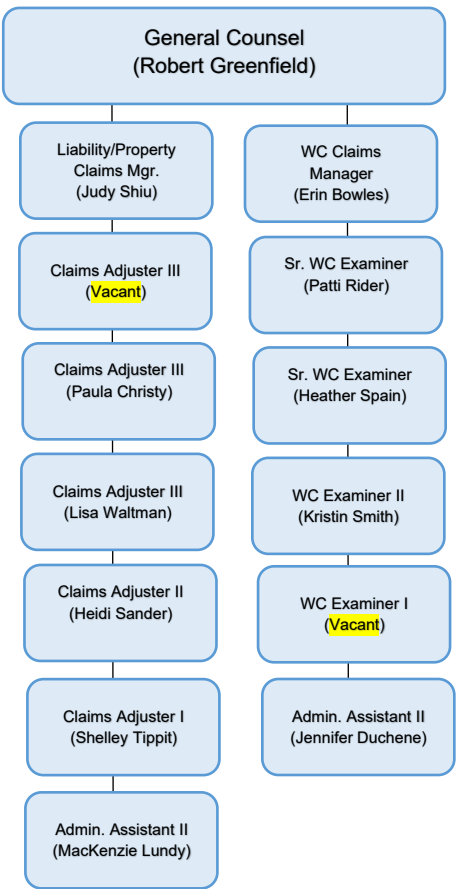 General Counsel
(Robert Greenfield)
Liability/Property
Claims Mgr.
(Judy Shiu)
Claims Adjuster III
(Vacant)
Claims Adjuster III
(Paula Christy)
Claims Adjuster III
(Lisa Waltman)
Claims Adjuster II
(Heidi Sander)
Claims Adjuster I
(Shelley Tippit)
Admin. Assistant II
(MacKenzie Lundy)
WC Claims
Manager
(Erin Bowles)
Sr. WC Examiner
(Patti Rider)
Sr. WC Examiner
(Heather Spain)
WC Examiner II
(Kristin Smith)
WC Examiner I
(Vacant)
Admin. Assistant II
(Jennifer Duchene)